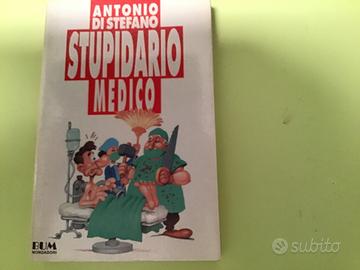 ANTONIO
DI STEFANO
STUPIDARIO
MEDICO
BUM
MONDADORI
subito